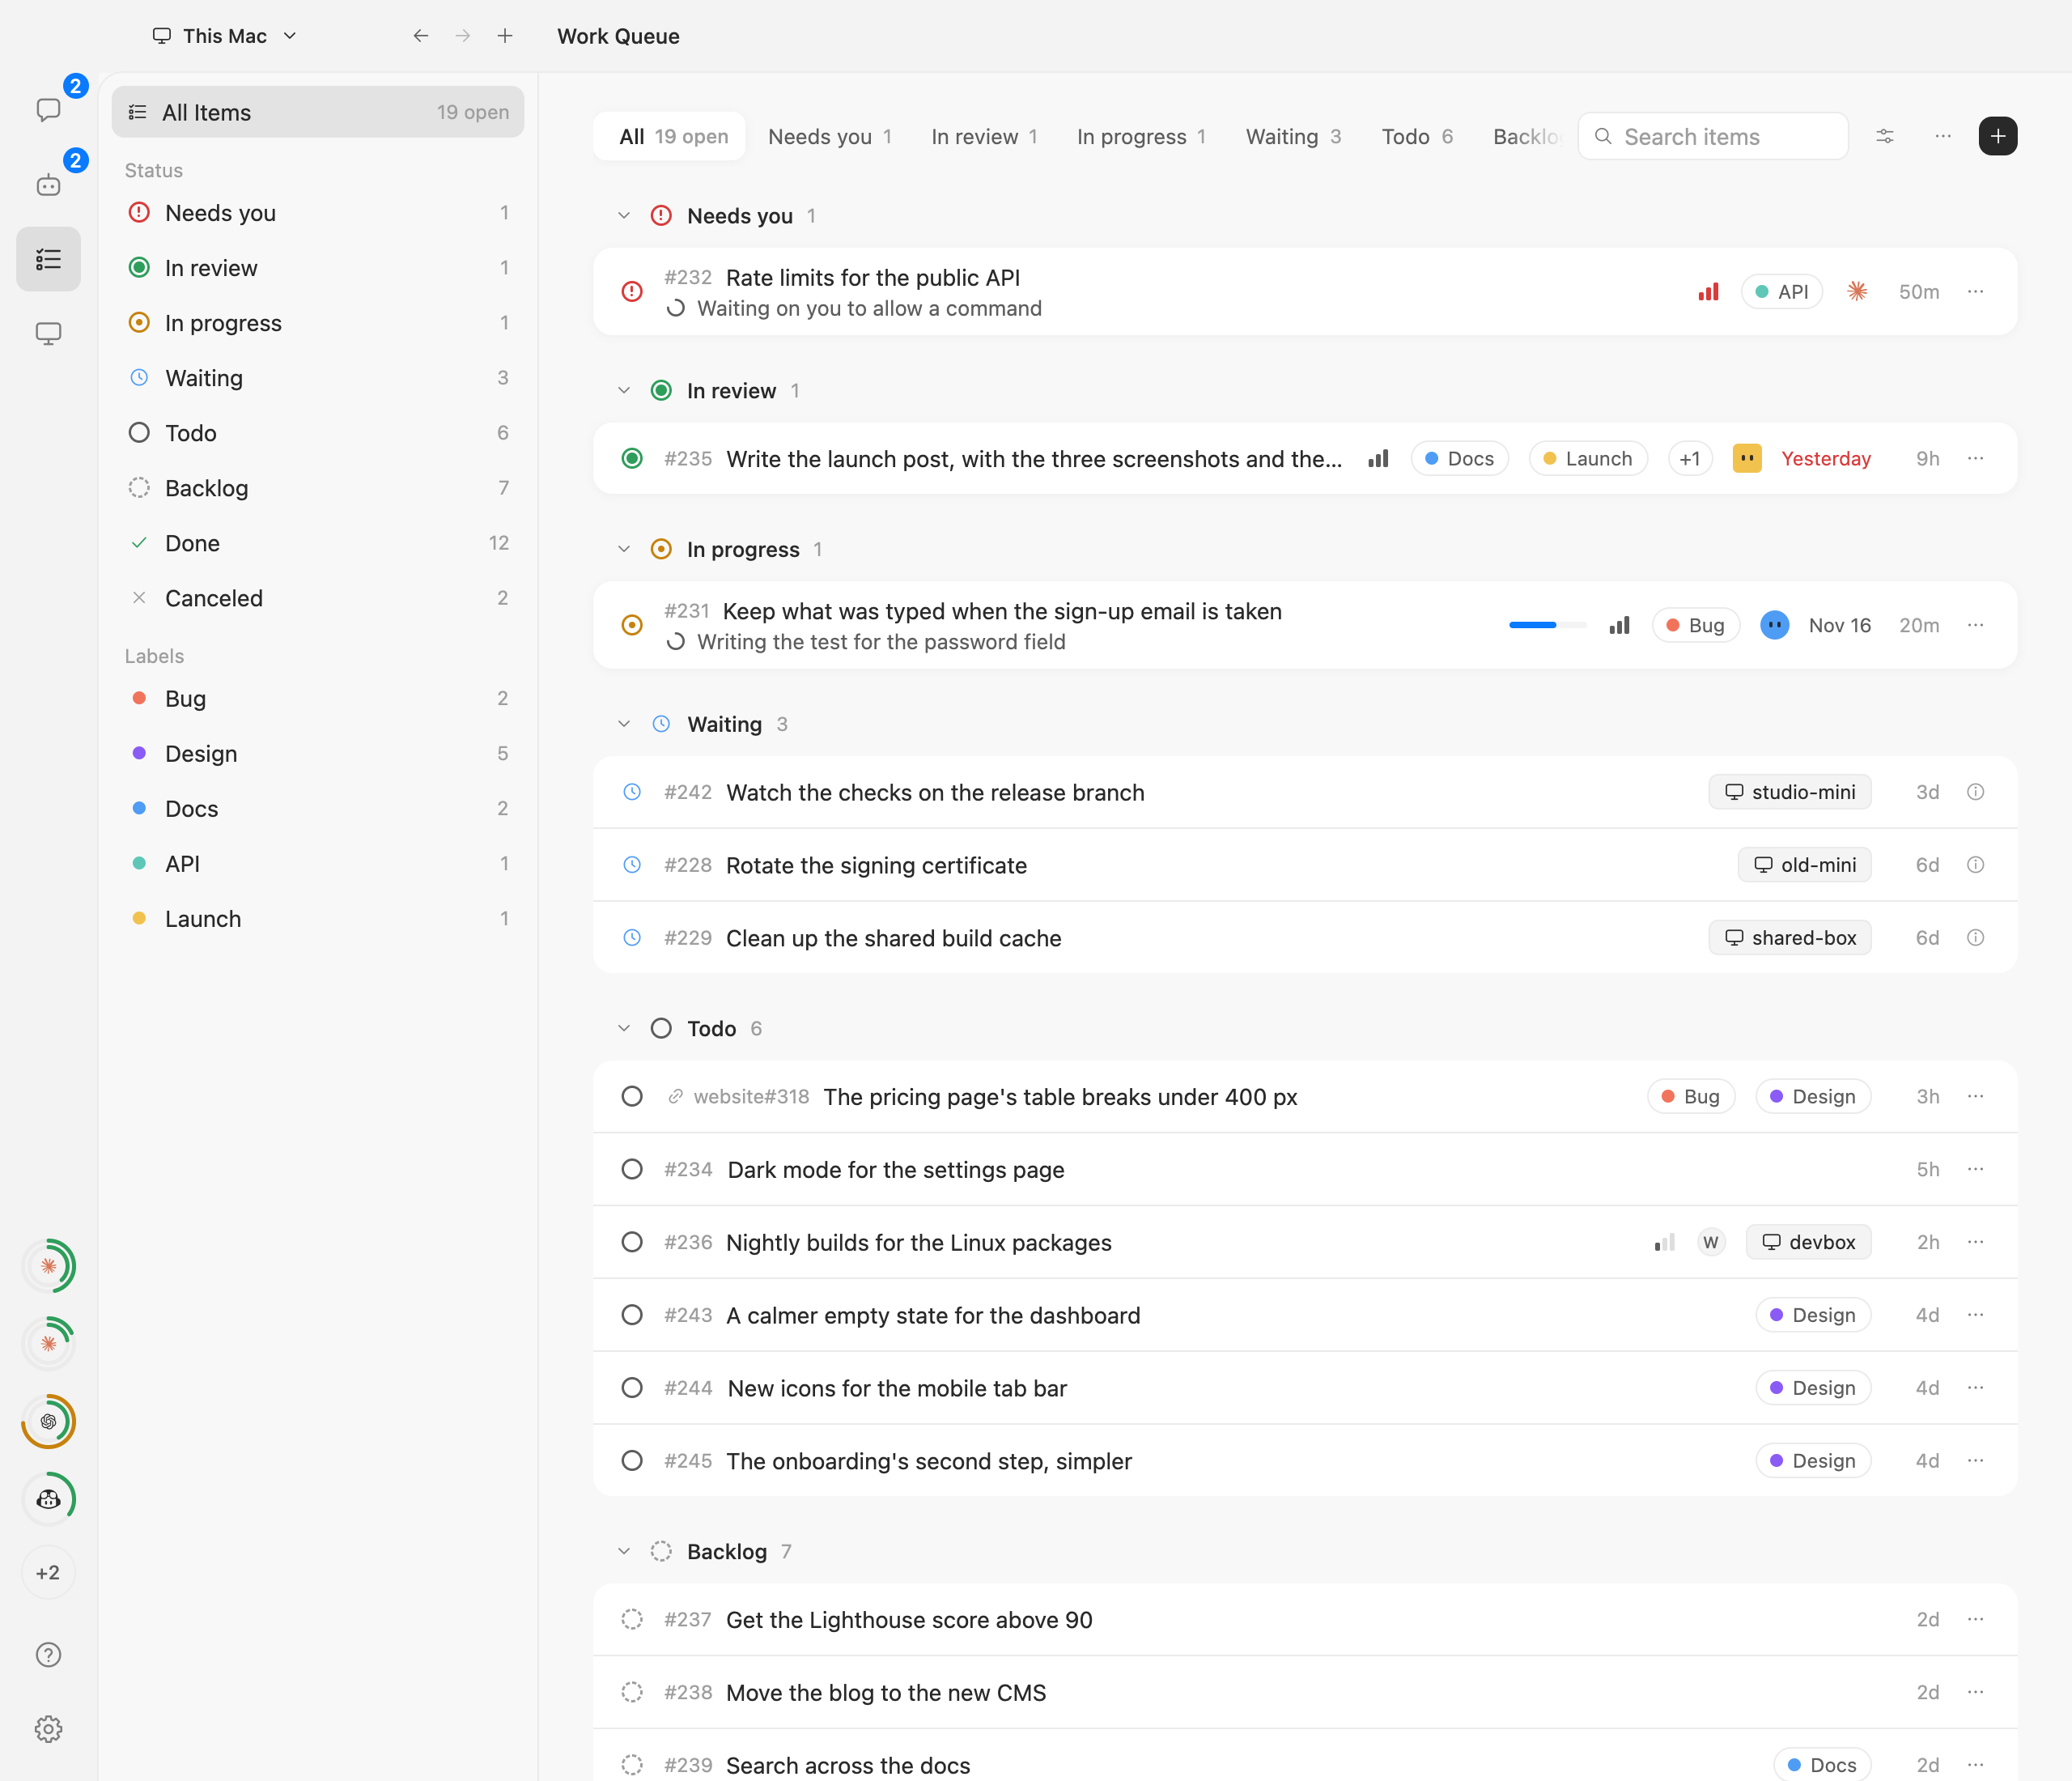 This Mac
Work Queue
2
2
All Items 19 open
Status
Needs you 1
In review 1
In progress 1
Waiting 3
Todo 6
Backlog 7
Done 12
Canceled 2
Labels
Bug 2
Design 5
Docs 2
API 1
Launch 1
+2
All 19 open Needs you 1 In review 1 In progress 1 Waiting 3 Todo 6 Backlo Search items
Needs you 1
#232 Rate limits for the public API
Waiting on you to allow a command
API 50m
In review 1
#235 Write the launch post, with the three screenshots and the... Docs Launch +1 Yesterday 9h
In progress 1
#231 Keep what was typed when the sign-up email is taken
Writing the test for the password field
Bug Nov 16 20m
Waiting 3
#242 Watch the checks on the release branch studio-mini 3d
#228 Rotate the signing certificate old-mini 6d
#229 Clean up the shared build cache shared-box 6d
Todo 6
website#318 The pricing page's table breaks under 400 px Bug Design 3h
#234 Dark mode for the settings page 5h
#236 Nightly builds for the Linux packages W devbox 2h
#243 A calmer empty state for the dashboard Design 4d
#244 New icons for the mobile tab bar Design 4d
#245 The onboarding's second step, simpler Design 4d
Backlog 7
#237 Get the Lighthouse score above 90 2d
#238 Move the blog to the new CMS 2d
#239 Search across the docs Docs 2d